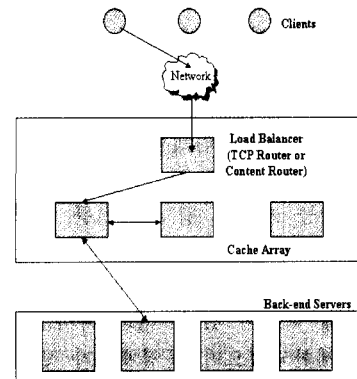 Clients
Network
Load Balancer
(TCP Router or
Content Router)
Cache Array
Back-end Servers